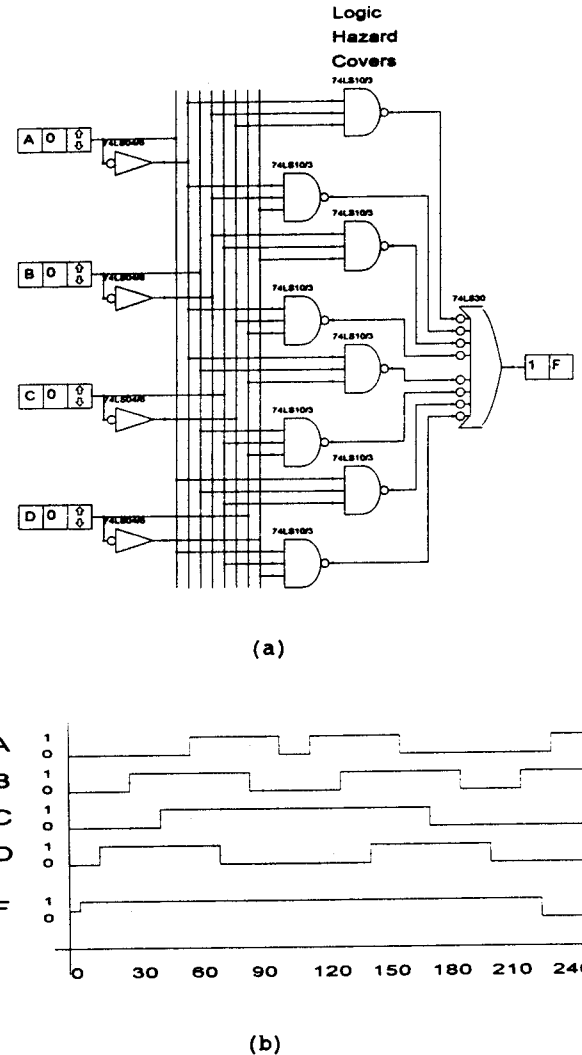 Logic
Hazard
Covers
74LS10/3
A 0
74LS04/6
74LS10/3
74LS10/3
B 0
74LS04/6
74LS10/3
74LS30
74LS10/3
1 F
C 0
74LS04/6
74LS10/3
74LS10/3
D 0
74LS04/6
74LS10/3
(a)
A 1
0
B 1
0
C 1
0
D 1
0
F 1
0
0 30 60 90 120 150 180 210 240
(b)